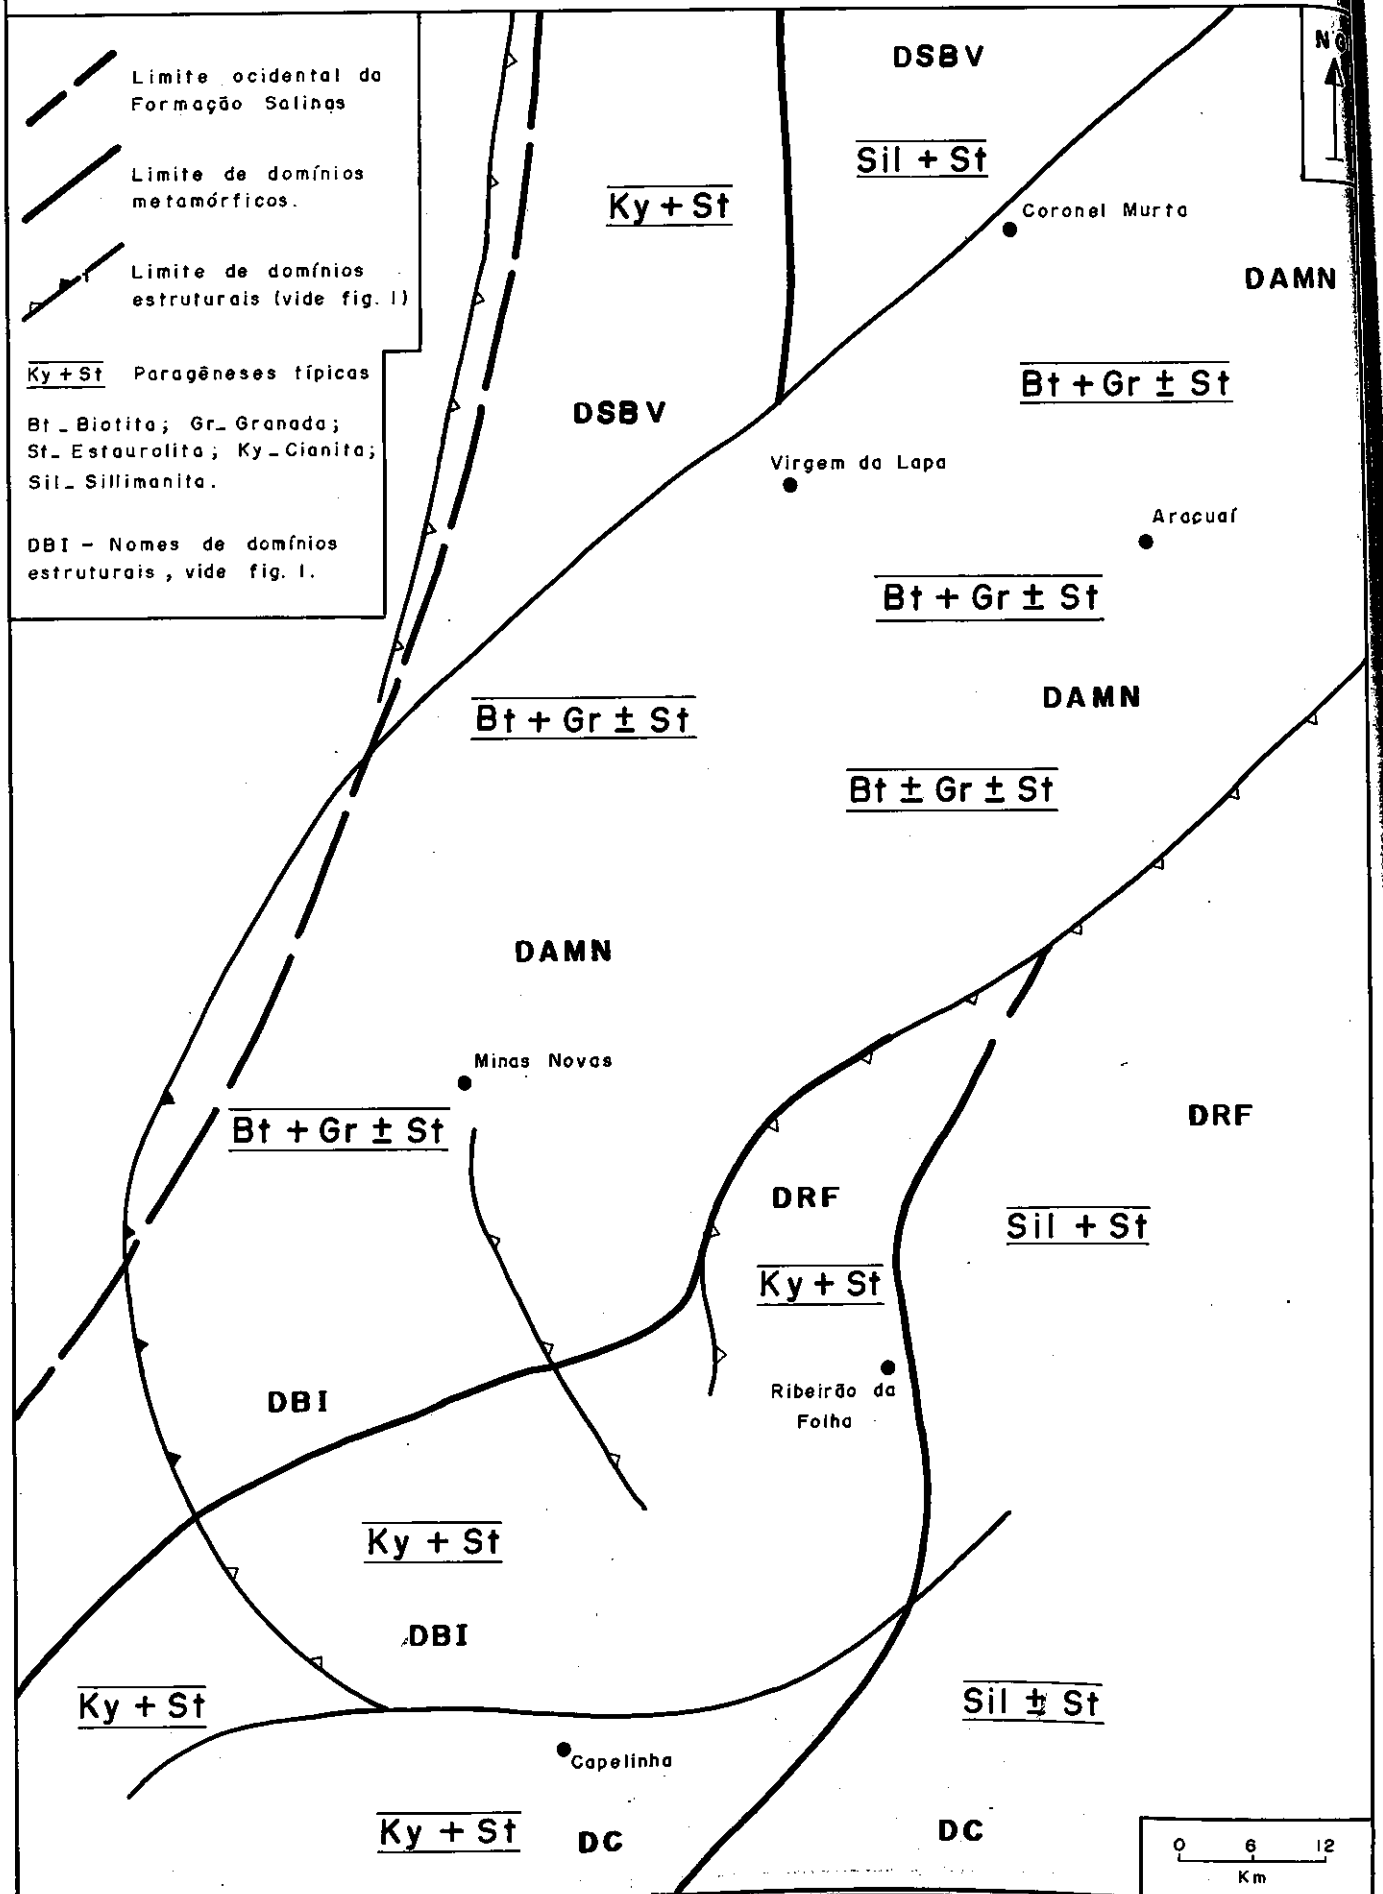 Limite ocidental da
Formação Salinas
Limite de domínios
metamórficos.
Limite de domínios
estruturais (vide fig. 1)
Ky + St Paragêneses típicas
Bt - Biotita; Gr - Granada;
St - Estaurolita; Ky - Cianita;
Sil - Sillimanita.
DBI - Nomes de domínios
estruturais, vide fig. 1.
DSBV
Sil + St
Ky + St
Coronel Murta
DAMN
Bt + Gr ± St
DSBV
Virgem da Lapa
Araçuaí
Bt + Gr ± St
DAMN
Bt + Gr ± St
Bt ± Gr ± St
DAMN
Minas Novas
Bt + Gr ± St
DRF
DRF
Sil + St
Ky + St
Ribeirão da
Folha
DBI
Ky + St
DBI
Ky + St
Sil ± St
Capelinha
Ky + St
DC
DC
0 6 12
Km